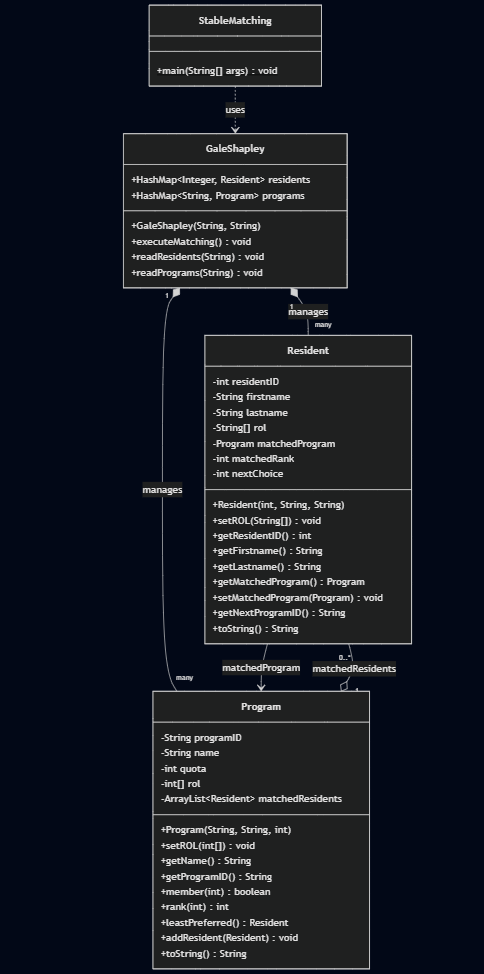 StableMatching
+main(String[] args) : void
uses
GaleShapley
+HashMap<Integer, Resident> residents
+HashMap<String, Program> programs
+GaleShapley(String, String)
+executeMatching() : void
+readResidents(String) : void
+readPrograms(String) : void
1
1
manages
many
Resident
-int residentID
-String firstname
-String lastname
-String[] rol
-Program matchedProgram
-int matchedRank
-int nextChoice
manages
+Resident(int, String, String)
+setROL(String[]) : void
+getResidentID() : int
+getFirstname() : String
+getLastname() : String
+getMatchedProgram() : Program
+setMatchedProgram(Program) : void
+getNextProgramID() : String
+toString() : String
0..*
matchedProgram
matchedResidents
many
1
Program
-String programID
-String name
-int quota
-int[] rol
-ArrayList<Resident> matchedResidents
+Program(String, String, int)
+setROL(int[]) : void
+getName() : String
+getProgramID() : String
+member(int) : boolean
+rank(int) : int
+leastPreferred() : Resident
+addResident(Resident) : void
+toString() : String